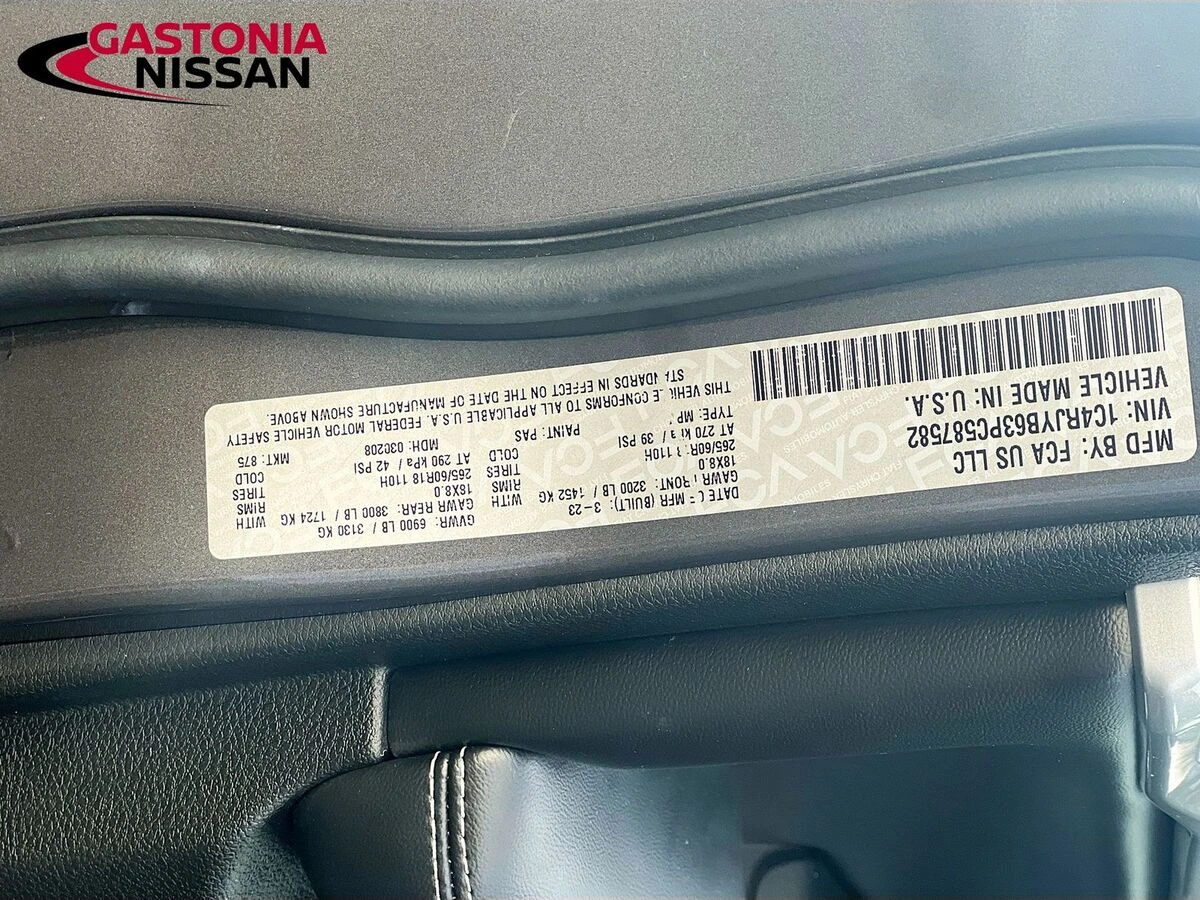 GASTONIA
NISSAN
MFD BY: FCA US LLC
DATE OF MFR (BUILT): 3-23
GVWR: 6900 LB / 3130 KG
GAWR FRONT: 3200 LB / 1452 KG
WITH
18X8.0
RIMS
265/60R18 110H
TIRES
AT 270 kPa / 39 PSI
COLD
GAWR REAR: 3800 LB / 1724 KG
WITH
18X8.0
RIMS
265/60R18 110H
TIRES
AT 290 kPa / 42 PSI
COLD
VIN: 1C4RJYB63PC587582
TYPE: MP
PAINT: PAS
MDH: 030208
MKT: 875
VEHICLE MADE IN: U.S.A.
THIS VEHICLE CONFORMS TO ALL APPLICABLE U.S.A. FEDERAL MOTOR VEHICLE SAFETY
STANDARDS IN EFFECT ON THE DATE OF MANUFACTURE SHOWN ABOVE.